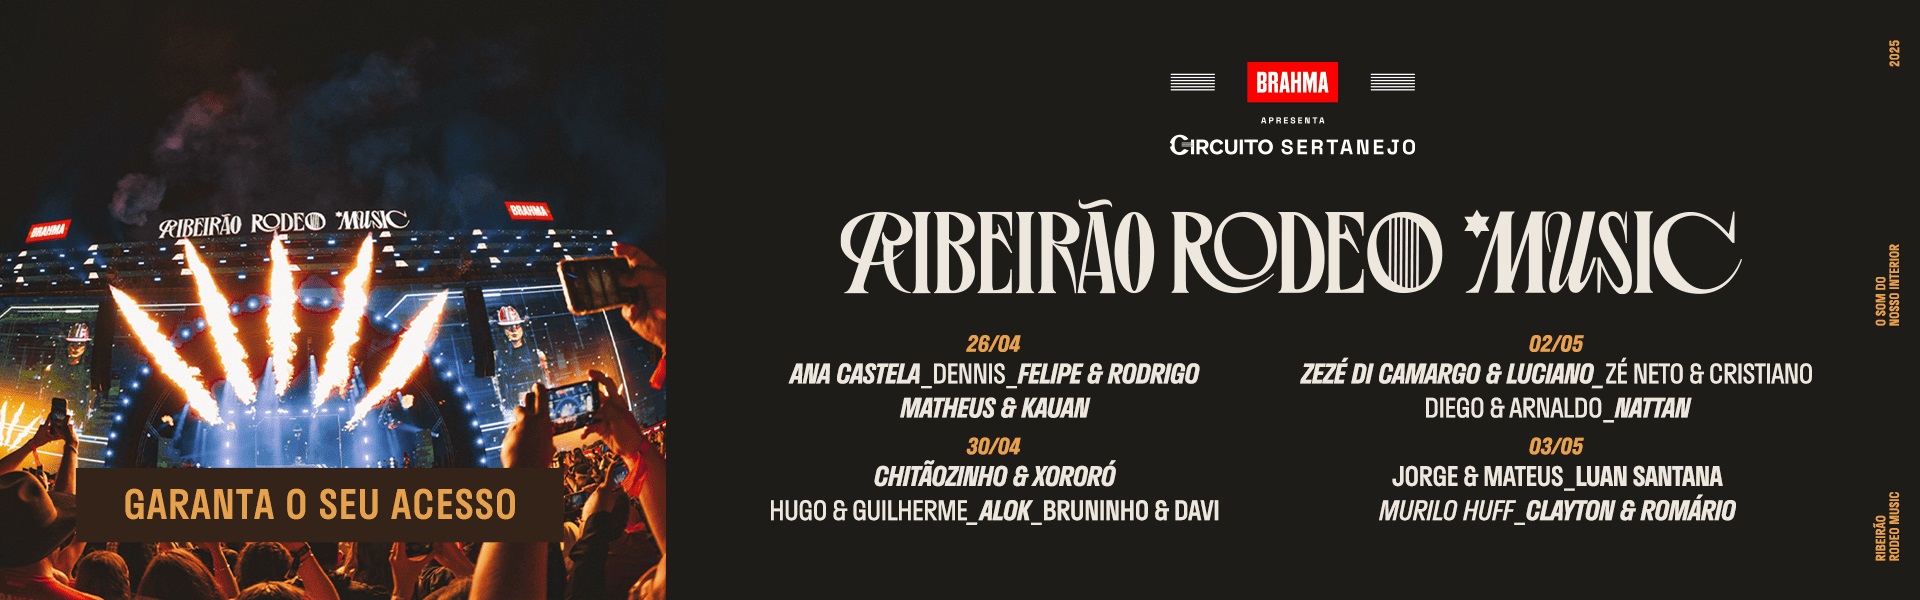 BRAHMA
BRAHMA
RIBEIRÃO RODEO MUSIC
GARANTA O SEU ACESSO
BRAHMA
APRESENTA
CIRCUITO SERTANEJO
RIBEIRÃO RODEO MUSIC
26/04
ANA CASTELA_DENNIS_FELIPE & RODRIGO
MATHEUS & KAUAN
30/04
CHITÃOZINHO & XORORÓ
HUGO & GUILHERME_ALOK_BRUNINHO & DAVI
02/05
ZEZÉ DI CAMARGO & LUCIANO_ZÉ NETO & CRISTIANO
DIEGO & ARNALDO_NATTAN
03/05
JORGE & MATEUS_LUAN SANTANA
MURILO HUFF_CLAYTON & ROMÁRIO
2025
O SOM DO
NOSSO INTERIOR
RIBEIRÃO
RODEO MUSIC